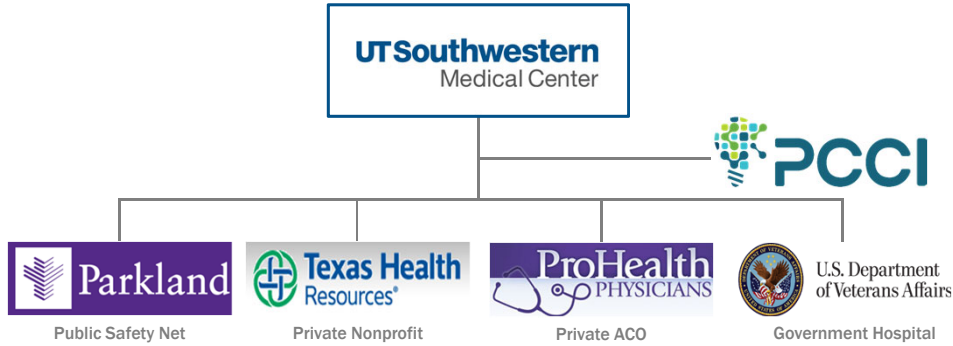 UTSouthwestern
Medical Center
PCCI
Parkland
Texas Health
Resources®
ProHealth
PHYSICIANS
U.S. Department
of Veterans Affairs
Public Safety Net
Private Nonprofit
Private ACO
Government Hospital